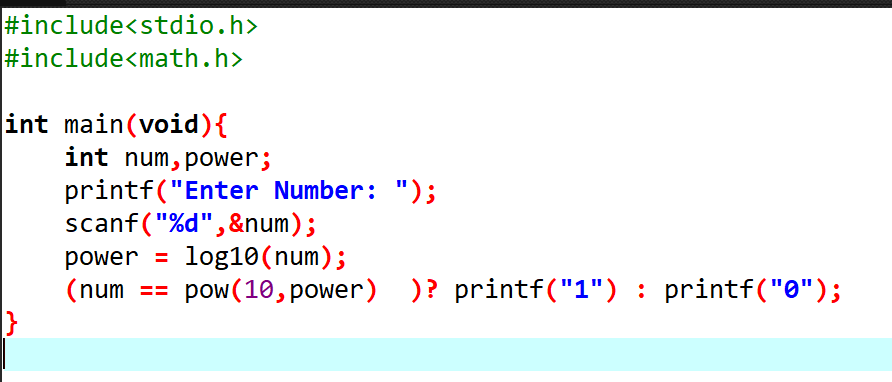 #include<stdio.h>
#include<math.h>
int main(void){
    int num,power;
    printf("Enter Number: ");
    scanf("%d",&num);
    power = log10(num);
    (num == pow(10,power)  )? printf("1") : printf("0");
}